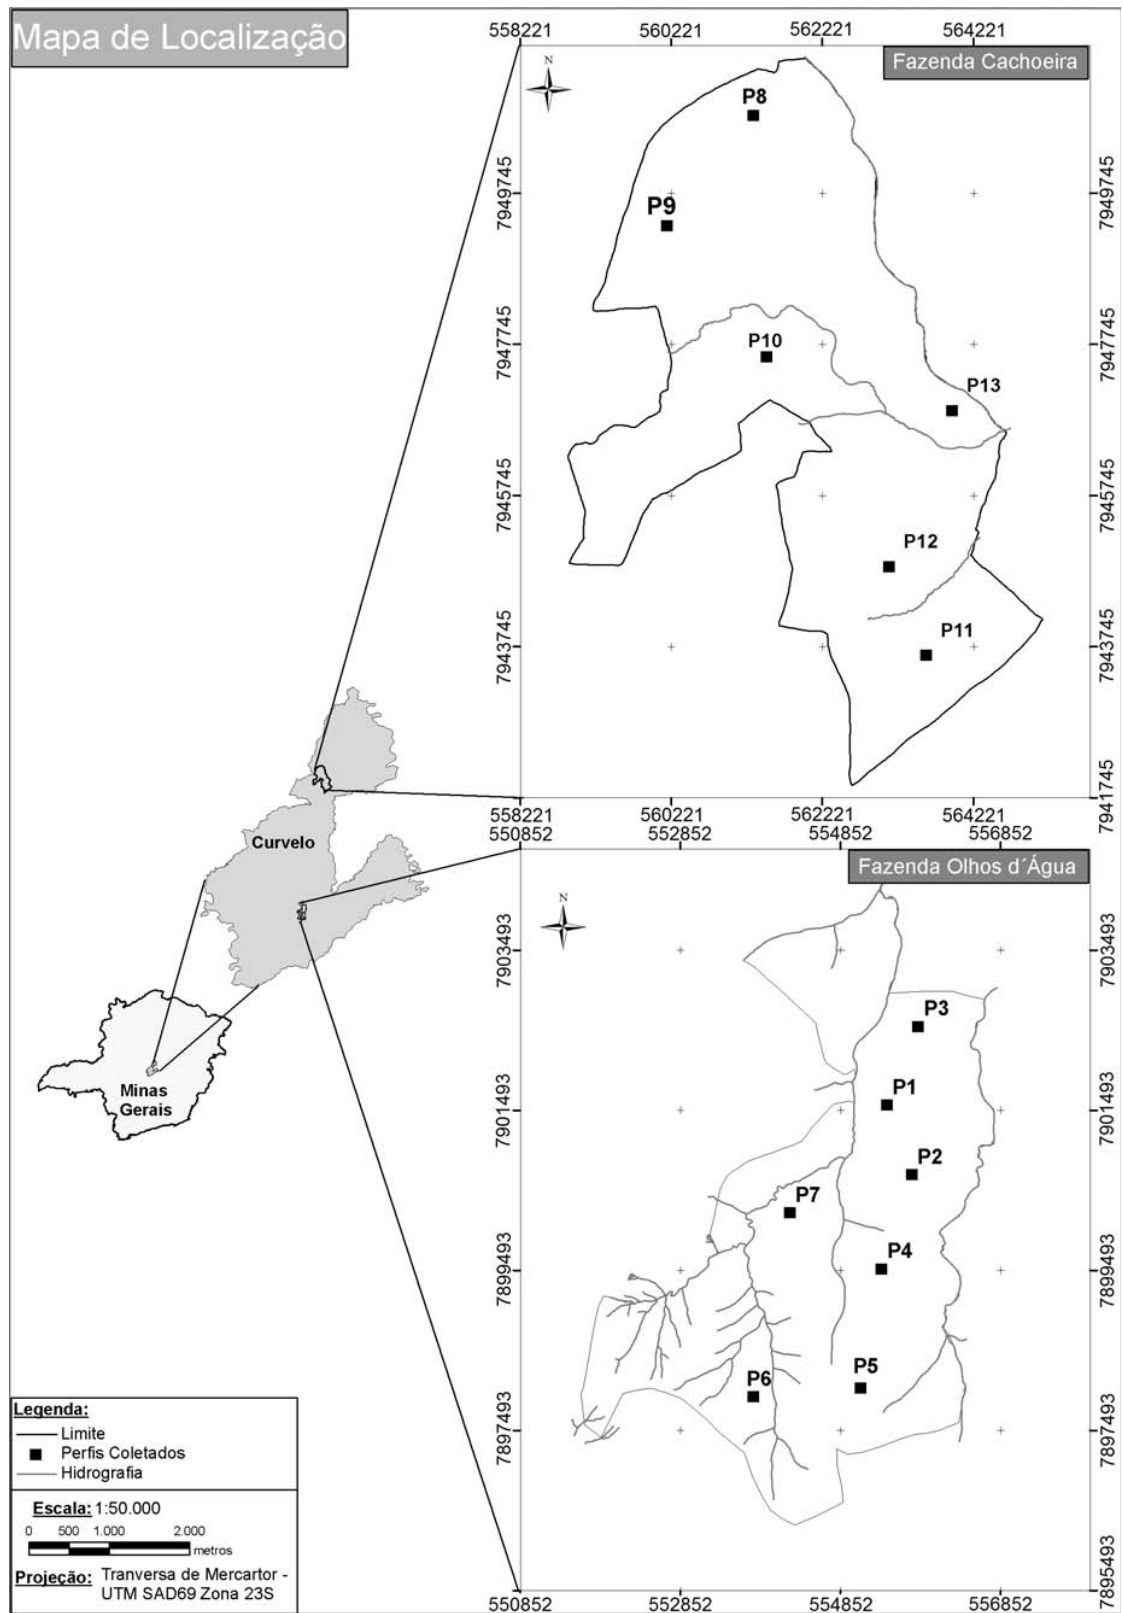 Mapa de Localização
558221 560221 562221 564221
Fazenda Cachoeira
N
P8
P9
P10
P13
P12
P11
7949745 7949745
7947745 7947745
7945745 7945745
7943745 7943745
7941745
558221 560221 562221 564221
550852 552852 554852 556852
Fazenda Olhos d´Água
N
P3
P1
P2
P7
P4
P6
P5
7903493 7903493
7901493 7901493
7899493 7899493
7897493 7897493
7895493
550852 552852 554852 556852
Curvelo
Minas
Gerais
Legenda:
Limite
Perfis Coletados
Hidrografia
Escala: 1:50.000
0 500 1.000 2.000
metros
Projeção: Tranversa de Mercartor -
UTM SAD69 Zona 23S